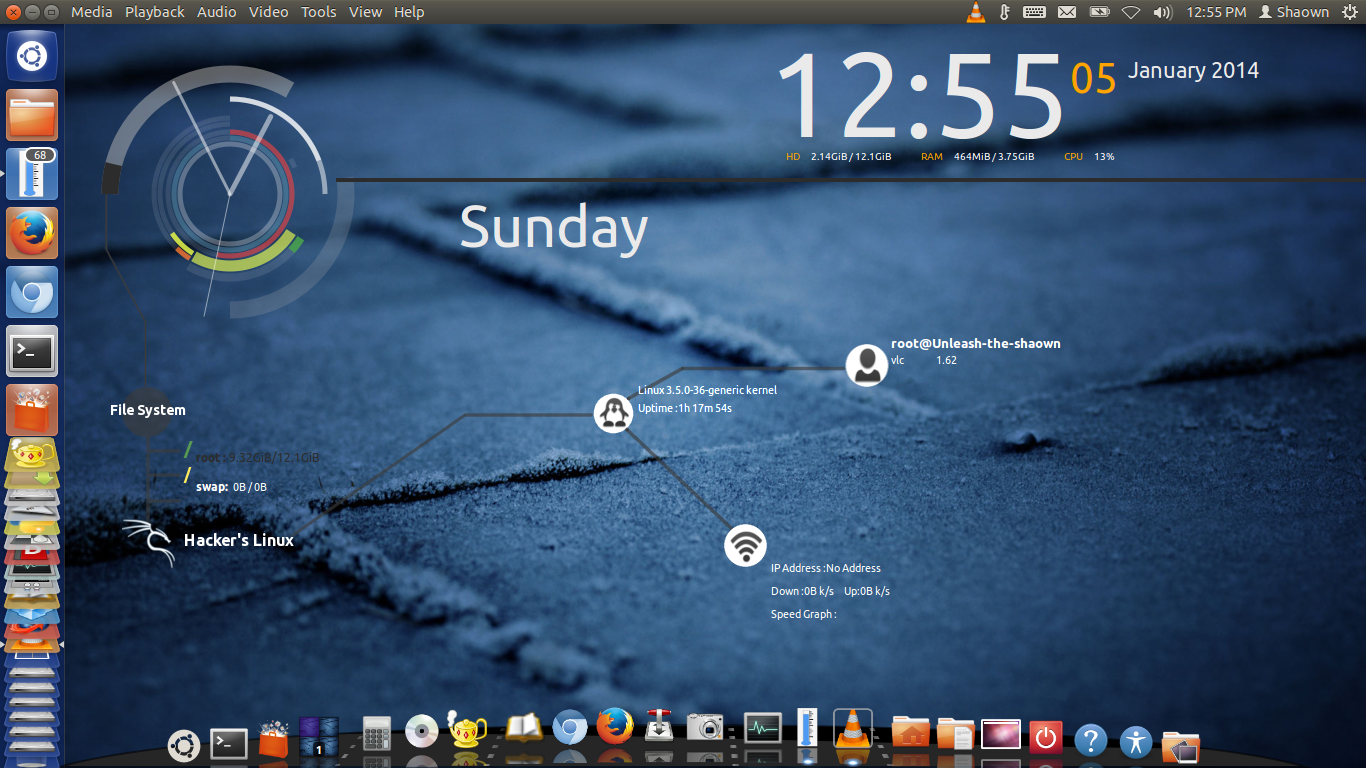 Media Playback Audio Video Tools View Help 12:55 PM Shaown
68
12:55 05 January 2014
HD 2.14GiB / 12.1GiB RAM 464MiB / 3.75GiB CPU 13%
Sunday
root@Unleash-the-shaown
vlc 1.62
Linux 3.5.0-36-generic kernel
Uptime :1h 17m 54s
File System
root : 9.32GiB/12.1GiB
swap: 0B / 0B
Hacker's Linux
IP Address :No Address
Down :0B k/s Up:0B k/s
Speed Graph :
1